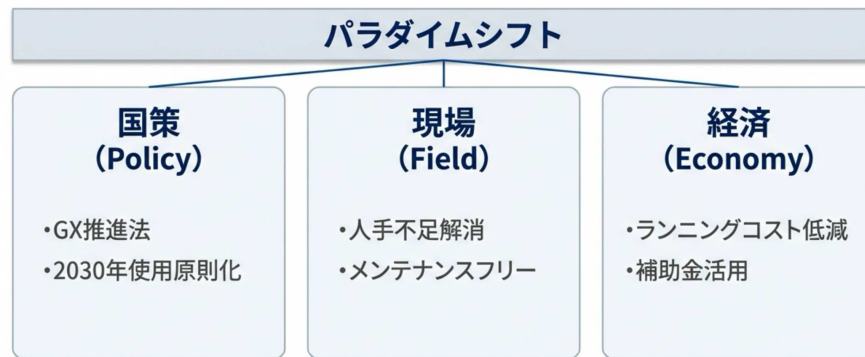 パラダイムシフト
国策
（Policy）
・GX推進法
・2030年使用原則化
現場
（Field）
・人手不足解消
・メンテナンスフリー
経済
（Economy）
・ランニングコスト低減
・補助金活用